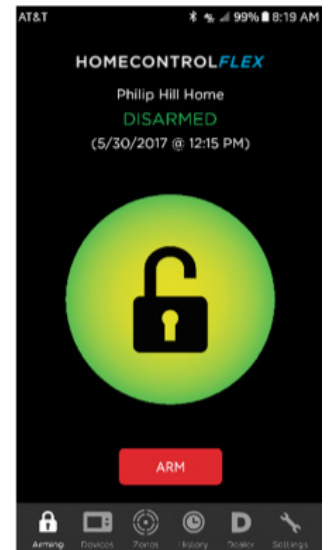 AT&T 99% 8:19 AM
HOMECONTROLFLEX
Philip Hill Home
DISARMED
(5/30/2017 @ 12:15 PM)
ARM
Arming Devices Zones History Dealer Settings